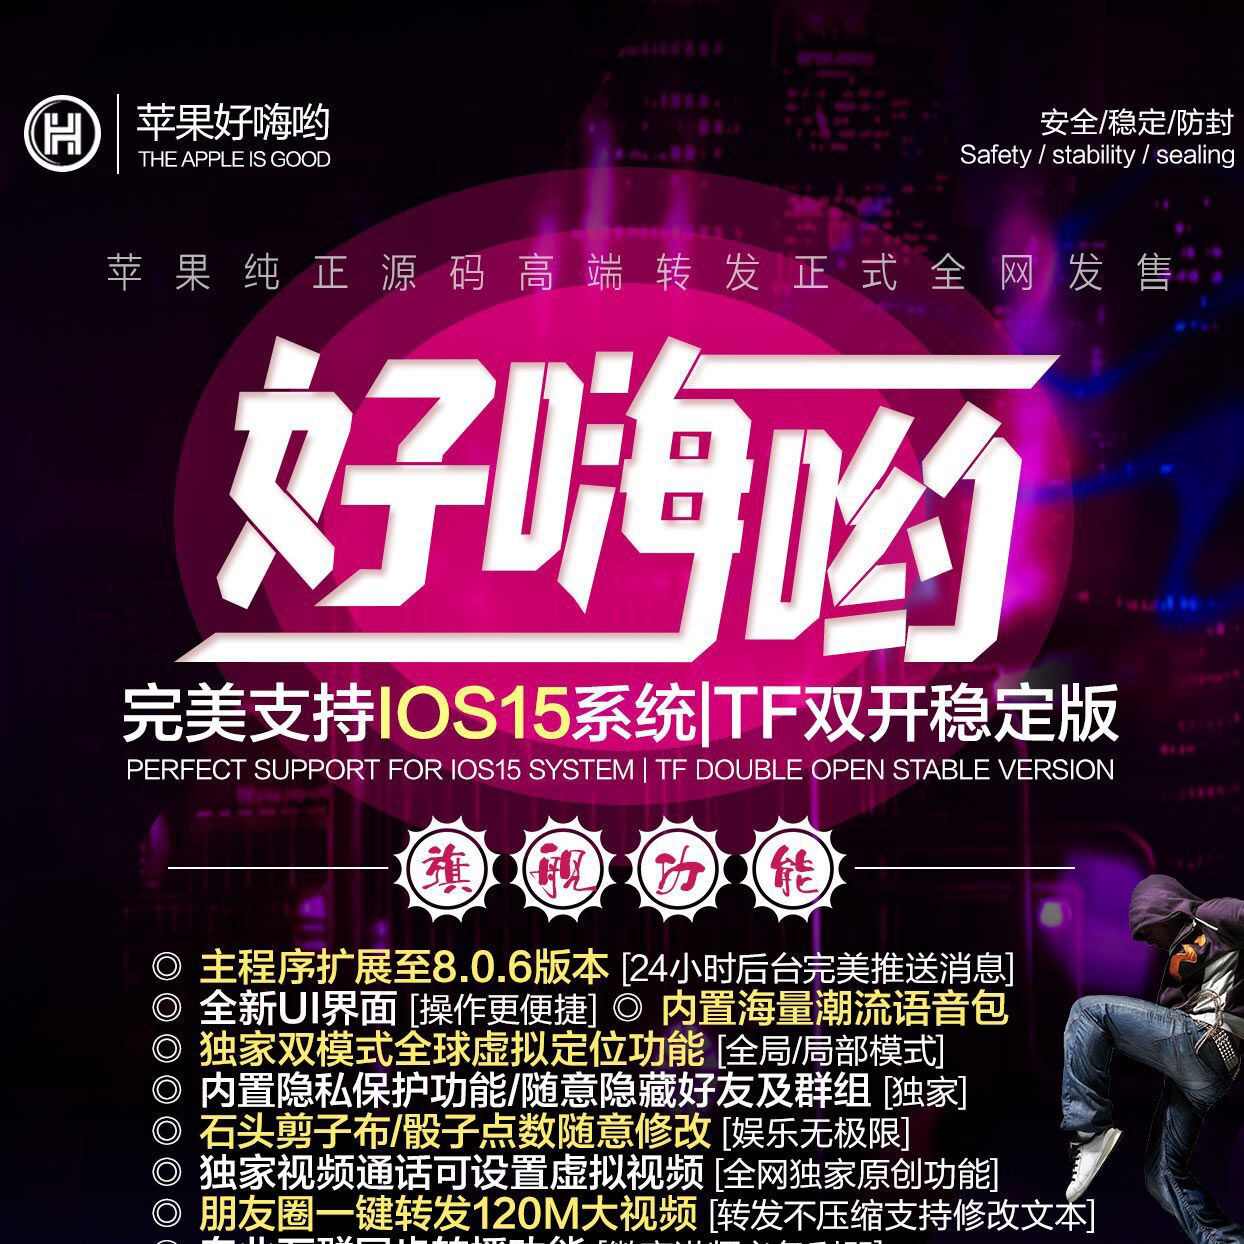 苹果好嗨哟
THE APPLE IS GOOD
安全/稳定/防封
Safety / stability / sealing
苹果纯正源码高端转发正式全网发售
好嗨哟
完美支持IOS15系统|TF双开稳定版
PERFECT SUPPORT FOR IOS15 SYSTEM | TF DOUBLE OPEN STABLE VERSION
旗舰功能
◎ 主程序扩展至8.0.6版本 [24小时后台完美推送消息]
◎ 全新UI界面 [操作更便捷] ◎ 内置海量潮流语音包
◎ 独家双模式全球虚拟定位功能 [全局/局部模式]
◎ 内置隐私保护功能/随意隐藏好友及群组 [独家]
◎ 石头剪子布/骰子点数随意修改 [娱乐无极限]
◎ 独家视频通话可设置虚拟视频 [全网独家原创功能]
◎ 朋友圈一键转发120M大视频 [转发不压缩支持修改文本]